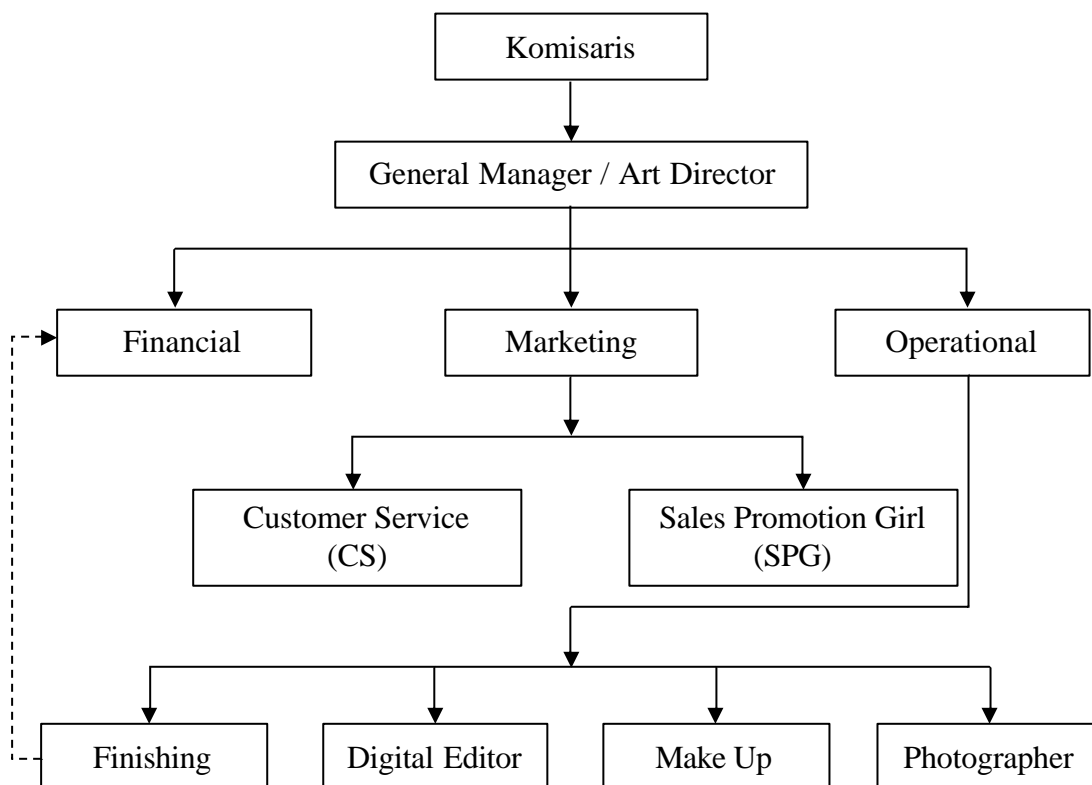 Komisaris
General Manager / Art Director
Financial
Marketing
Operational
Customer Service
(CS)
Sales Promotion Girl
(SPG)
Finishing
Digital Editor
Make Up
Photographer